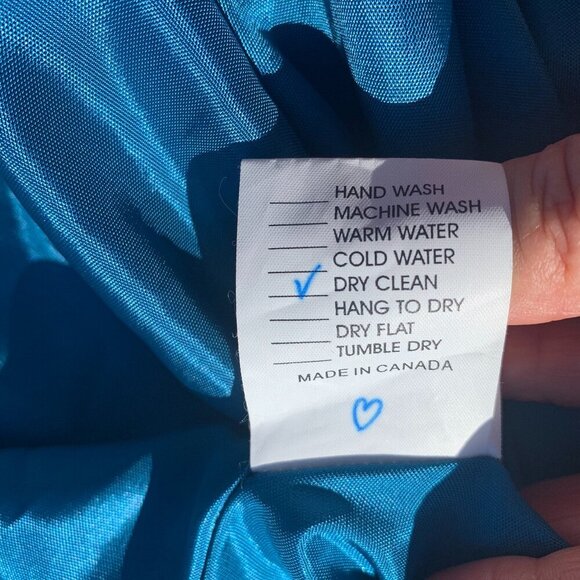 HAND WASH
MACHINE WASH
WARM WATER
COLD WATER
DRY CLEAN
HANG TO DRY
DRY FLAT
TUMBLE DRY
MADE IN CANADA